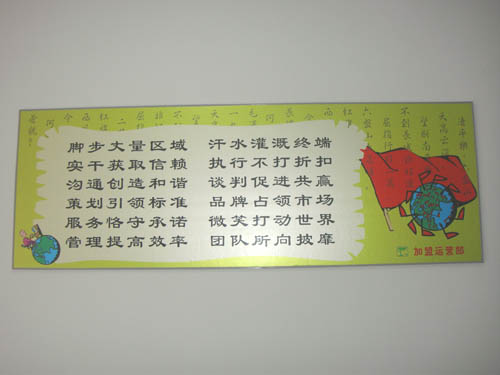 脚步丈量区域
实干获取信赖
沟通创造和谐
策划引领标准
服务恪守承诺
管理提高效率
汗水灌溉终端
执行不打折扣
谈判促进共赢
品牌占领市场
微笑打动世界
团队所向披靡
加盟运营部